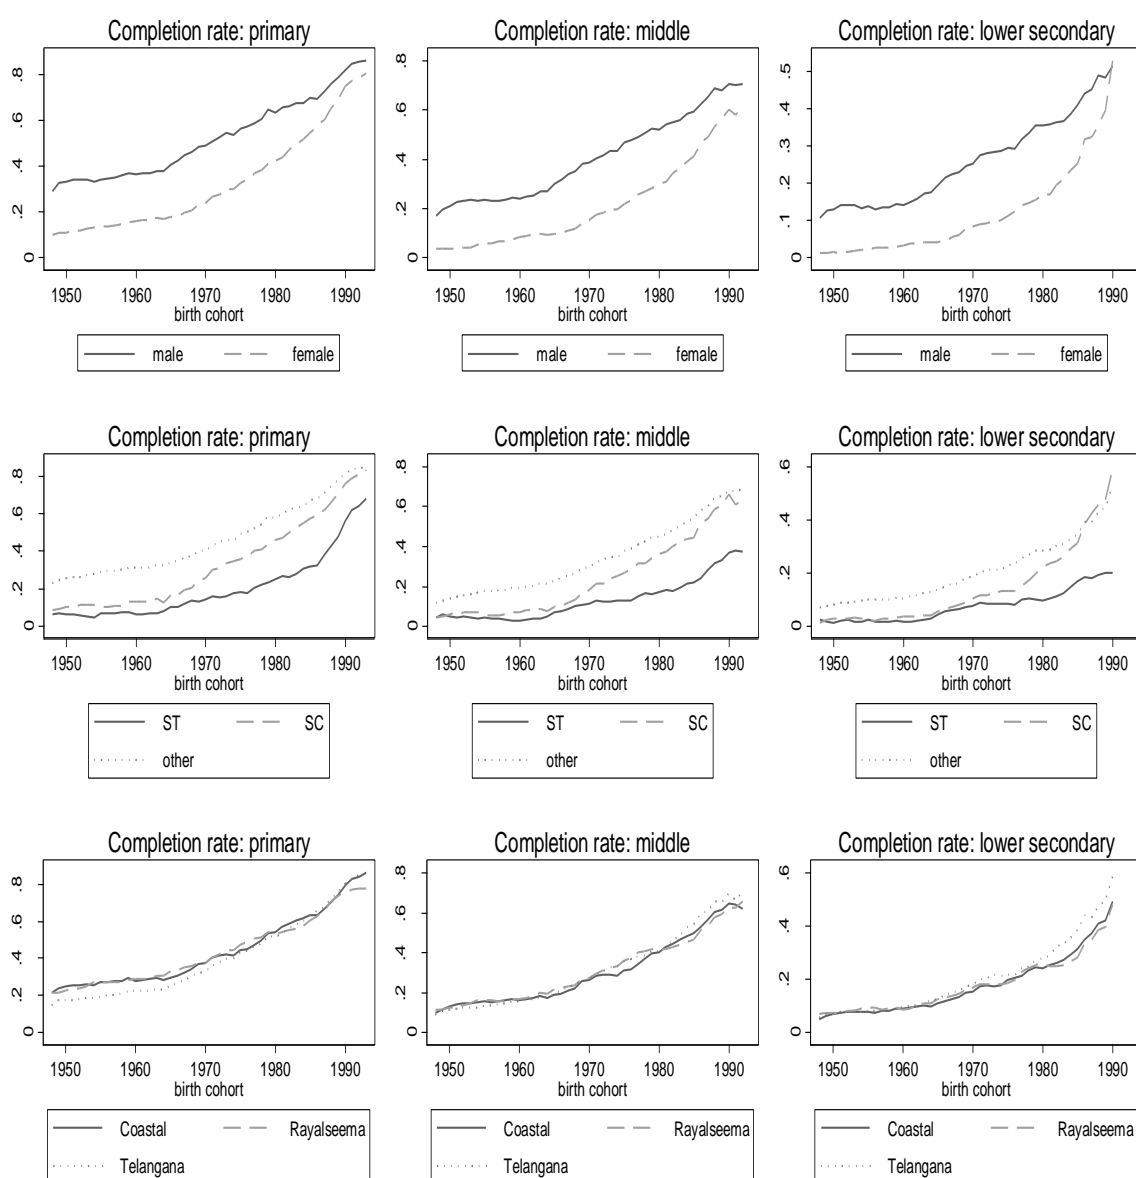 Completion rate: primary
0 .2 .4 .6 .8
1950 1960 1970 1980 1990
birth cohort
male female
Completion rate: middle
0 .2 .4 .6 .8
1950 1960 1970 1980 1990
birth cohort
male female
Completion rate: lower secondary
0 .1 .2 .3 .4 .5
1950 1960 1970 1980 1990
birth cohort
male female
Completion rate: primary
0 .2 .4 .6 .8
1950 1960 1970 1980 1990
birth cohort
ST SC
other
Completion rate: middle
0 .2 .4 .6 .8
1950 1960 1970 1980 1990
birth cohort
ST SC
other
Completion rate: lower secondary
0 .2 .4 .6
1950 1960 1970 1980 1990
birth cohort
ST SC
other
Completion rate: primary
0 .2 .4 .6 .8
1950 1960 1970 1980 1990
birth cohort
Coastal Rayalseema
Telangana
Completion rate: middle
0 .2 .4 .6 .8
1950 1960 1970 1980 1990
birth cohort
Coastal Rayalseema
Telangana
Completion rate: lower secondary
0 .2 .4 .6
1950 1960 1970 1980 1990
birth cohort
Coastal Rayalseema
Telangana